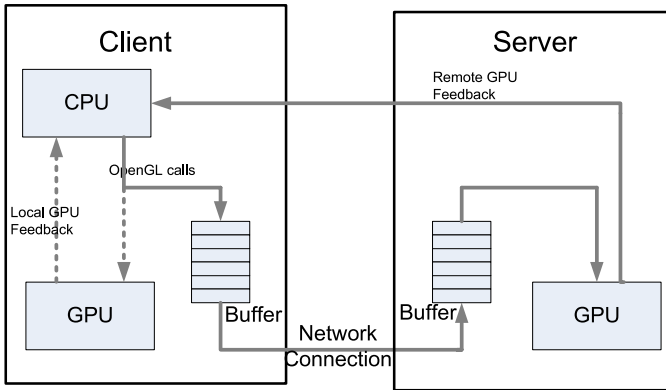 Client
Server
CPU
Remote GPU
Feedback
OpenGL calls
Local GPU
Feedback
GPU
Buffer
Network
Connection
Buffer
GPU